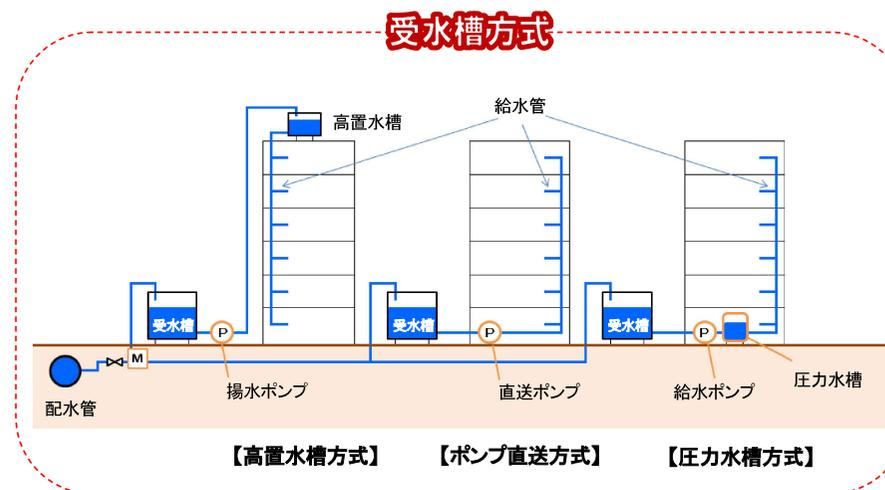 受水槽方式
高置水槽
給水管
受水槽
P
受水槽
P
受水槽
P
M
配水管
揚水ポンプ
直送ポンプ
給水ポンプ
圧力水槽
【高置水槽方式】
【ポンプ直送方式】
【圧力水槽方式】